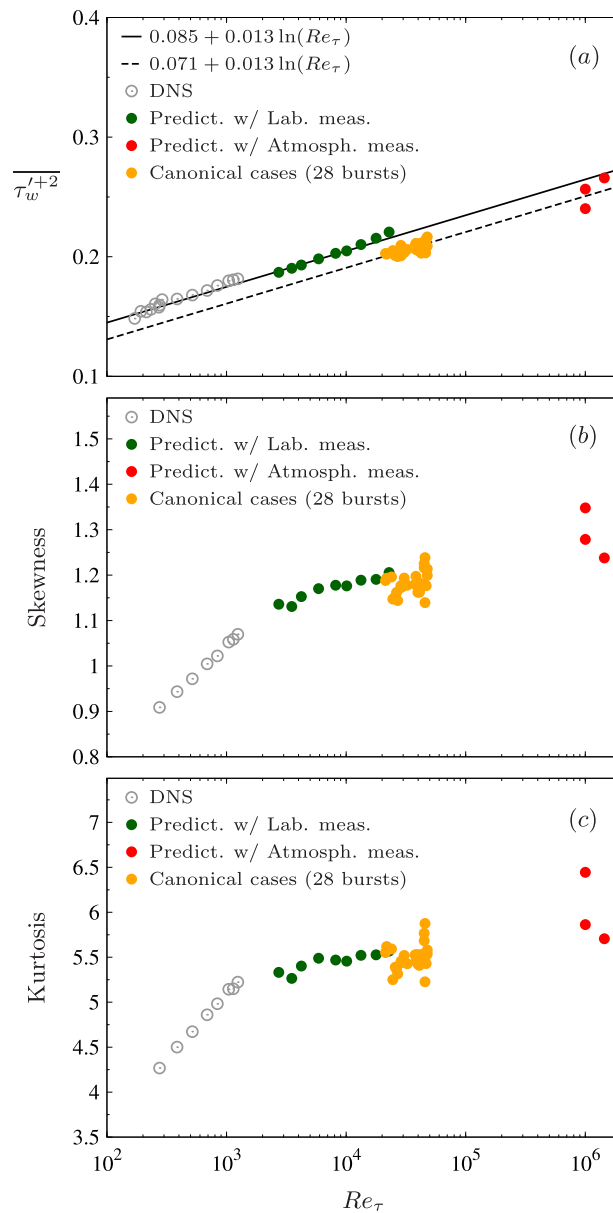 0.4
0.085 + 0.013 ln(Re_τ)
(a)
0.071 + 0.013 ln(Re_τ)
DNS
Predict. w/ Lab. meas.
0.3
Predict. w/ Atmosph. meas.
Canonical cases (28 bursts)
τ_w′^{+2}
0.2
0.1
DNS
(b)
1.5
Predict. w/ Lab. meas.
Predict. w/ Atmosph. meas.
1.4
Canonical cases (28 bursts)
1.3
Skewness
1.2
1.1
1
0.9
0.8
DNS
(c)
7
Predict. w/ Lab. meas.
6.5
Predict. w/ Atmosph. meas.
Canonical cases (28 bursts)
6
Kurtosis
5.5
5
4.5
4
3.5
10^2 10^3 10^4 10^5 10^6
Re_τ